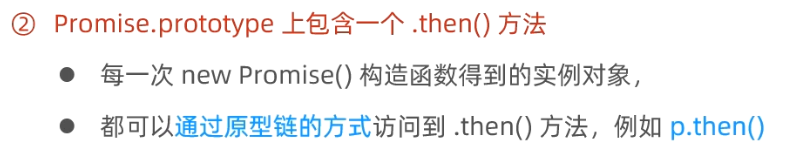 ② Promise.prototype 上包含一个 .then() 方法
● 每一次 new Promise() 构造函数得到的实例对象，
● 都可以通过原型链的方式访问到 .then() 方法，例如 p.then()